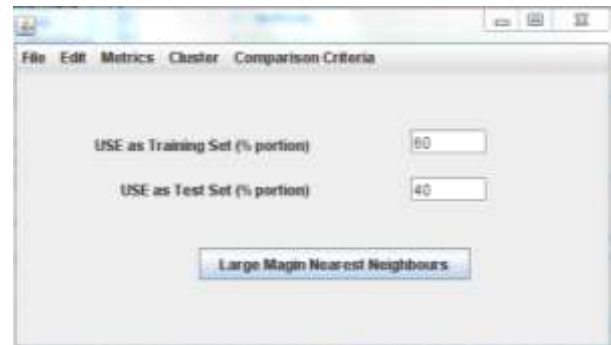 File Edit Metrics Cluster Comparison Criteria
USE as Training Set (% portion) 60
USE as Test Set (% portion) 40
Large Magin Nearest Neighbours